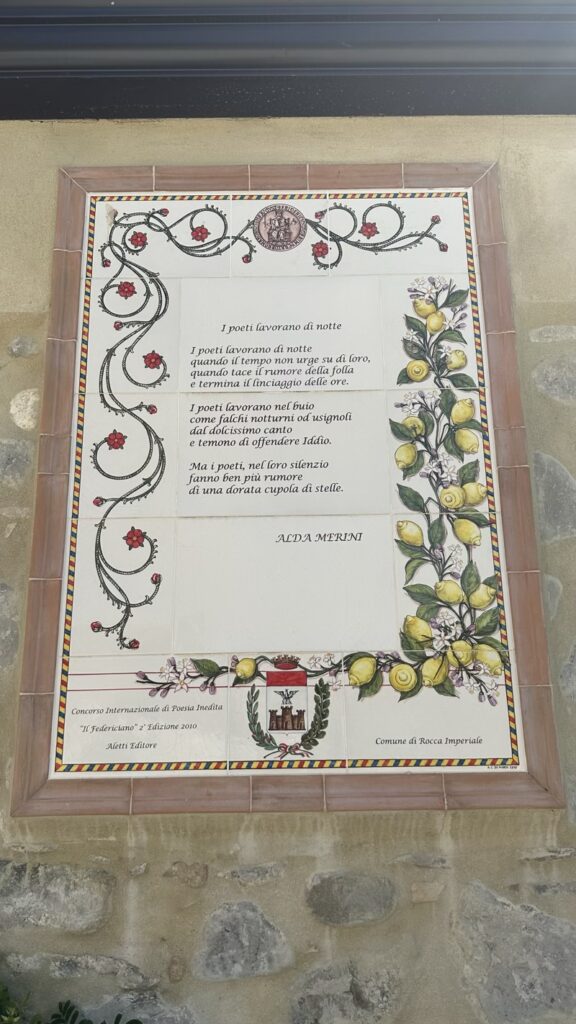 I poeti lavorano di notte
I poeti lavorano di notte
quando il tempo non urge su di loro,
quando tace il rumore della folla
e termina il linciaggio delle ore.
I poeti lavorano nel buio
come falchi notturni od usignoli
dal dolcissimo canto
e temono di offendere Iddio.
Ma i poeti, nel loro silenzio
fanno ben più rumore
di una dorata cupola di stelle.
ALDA MERINI
Concorso Internazionale di Poesia Inedita
"Il Federiciano" 2° Edizione 2010
Aletti Editore
Comune di Rocca Imperiale